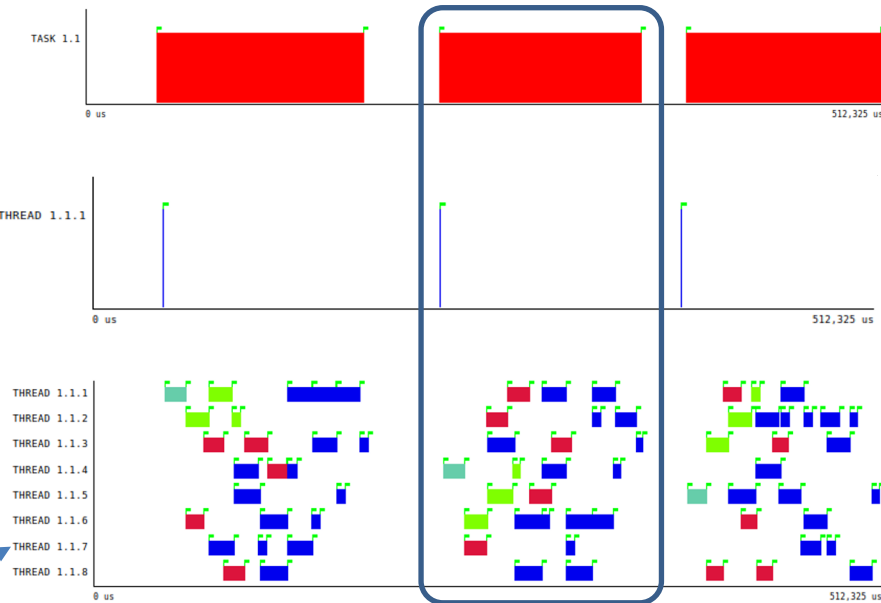 TASK 1.1
0 us
512,325 us
THREAD 1.1.1
0 us
512,325 us
THREAD 1.1.1
THREAD 1.1.2
THREAD 1.1.3
THREAD 1.1.4
THREAD 1.1.5
THREAD 1.1.6
THREAD 1.1.7
THREAD 1.1.8
0 us
512,325 us